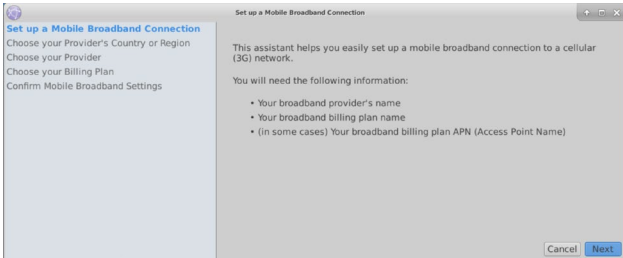 Set up a Mobile Broadband Connection
Set up a Mobile Broadband Connection
Choose your Provider's Country or Region
Choose your Provider
Choose your Billing Plan
Confirm Mobile Broadband Settings
This assistant helps you easily set up a mobile broadband connection to a cellular
(3G) network.
You will need the following information:
• Your broadband provider's name
• Your broadband billing plan name
• (in some cases) Your broadband billing plan APN (Access Point Name)
Cancel Next